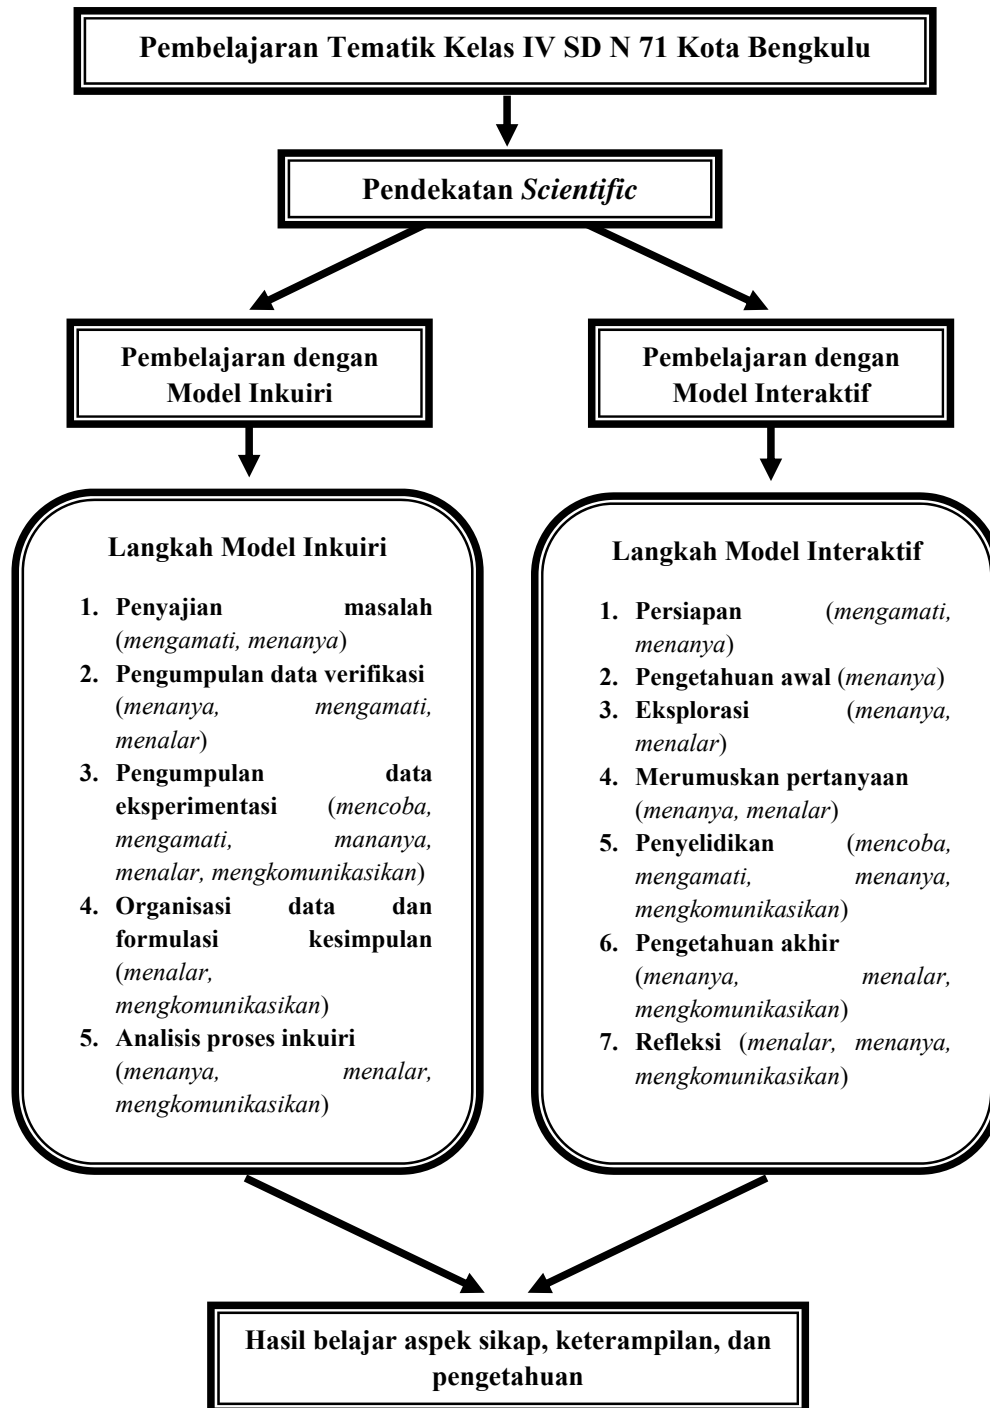 Pembelajaran Tematik Kelas IV SD N 71 Kota Bengkulu
Pendekatan Scientific
Pembelajaran dengan
Model Inkuiri
Pembelajaran dengan
Model Interaktif
Langkah Model Inkuiri
1. Penyajian masalah
(mengamati, menanya)
2. Pengumpulan data verifikasi
(menanya, mengamati,
menalar)
3. Pengumpulan data
eksperimentasi (mencoba,
mengamati, mananya,
menalar, mengkomunikasikan)
4. Organisasi data dan
formulasi kesimpulan
(menalar,
mengkomunikasikan)
5. Analisis proses inkuiri
(menanya, menalar,
mengkomunikasikan)
Langkah Model Interaktif
1. Persiapan (mengamati,
menanya)
2. Pengetahuan awal (menanya)
3. Eksplorasi (menanya,
menalar)
4. Merumuskan pertanyaan
(menanya, menalar)
5. Penyelidikan (mencoba,
mengamati, menanya,
mengkomunikasikan)
6. Pengetahuan akhir
(menanya, menalar,
mengkomunikasikan)
7. Refleksi (menalar, menanya,
mengkomunikasikan)
Hasil belajar aspek sikap, keterampilan, dan
pengetahuan